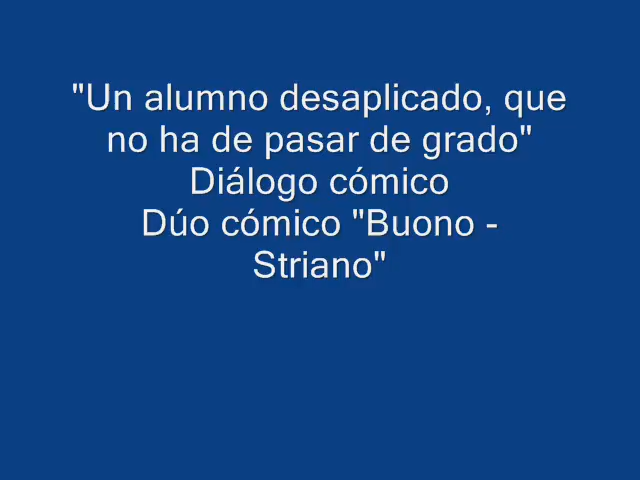 "Un alumno desaplicado, que
no ha de pasar de grado"
Diálogo cómico
Dúo cómico "Buono -
Striano"